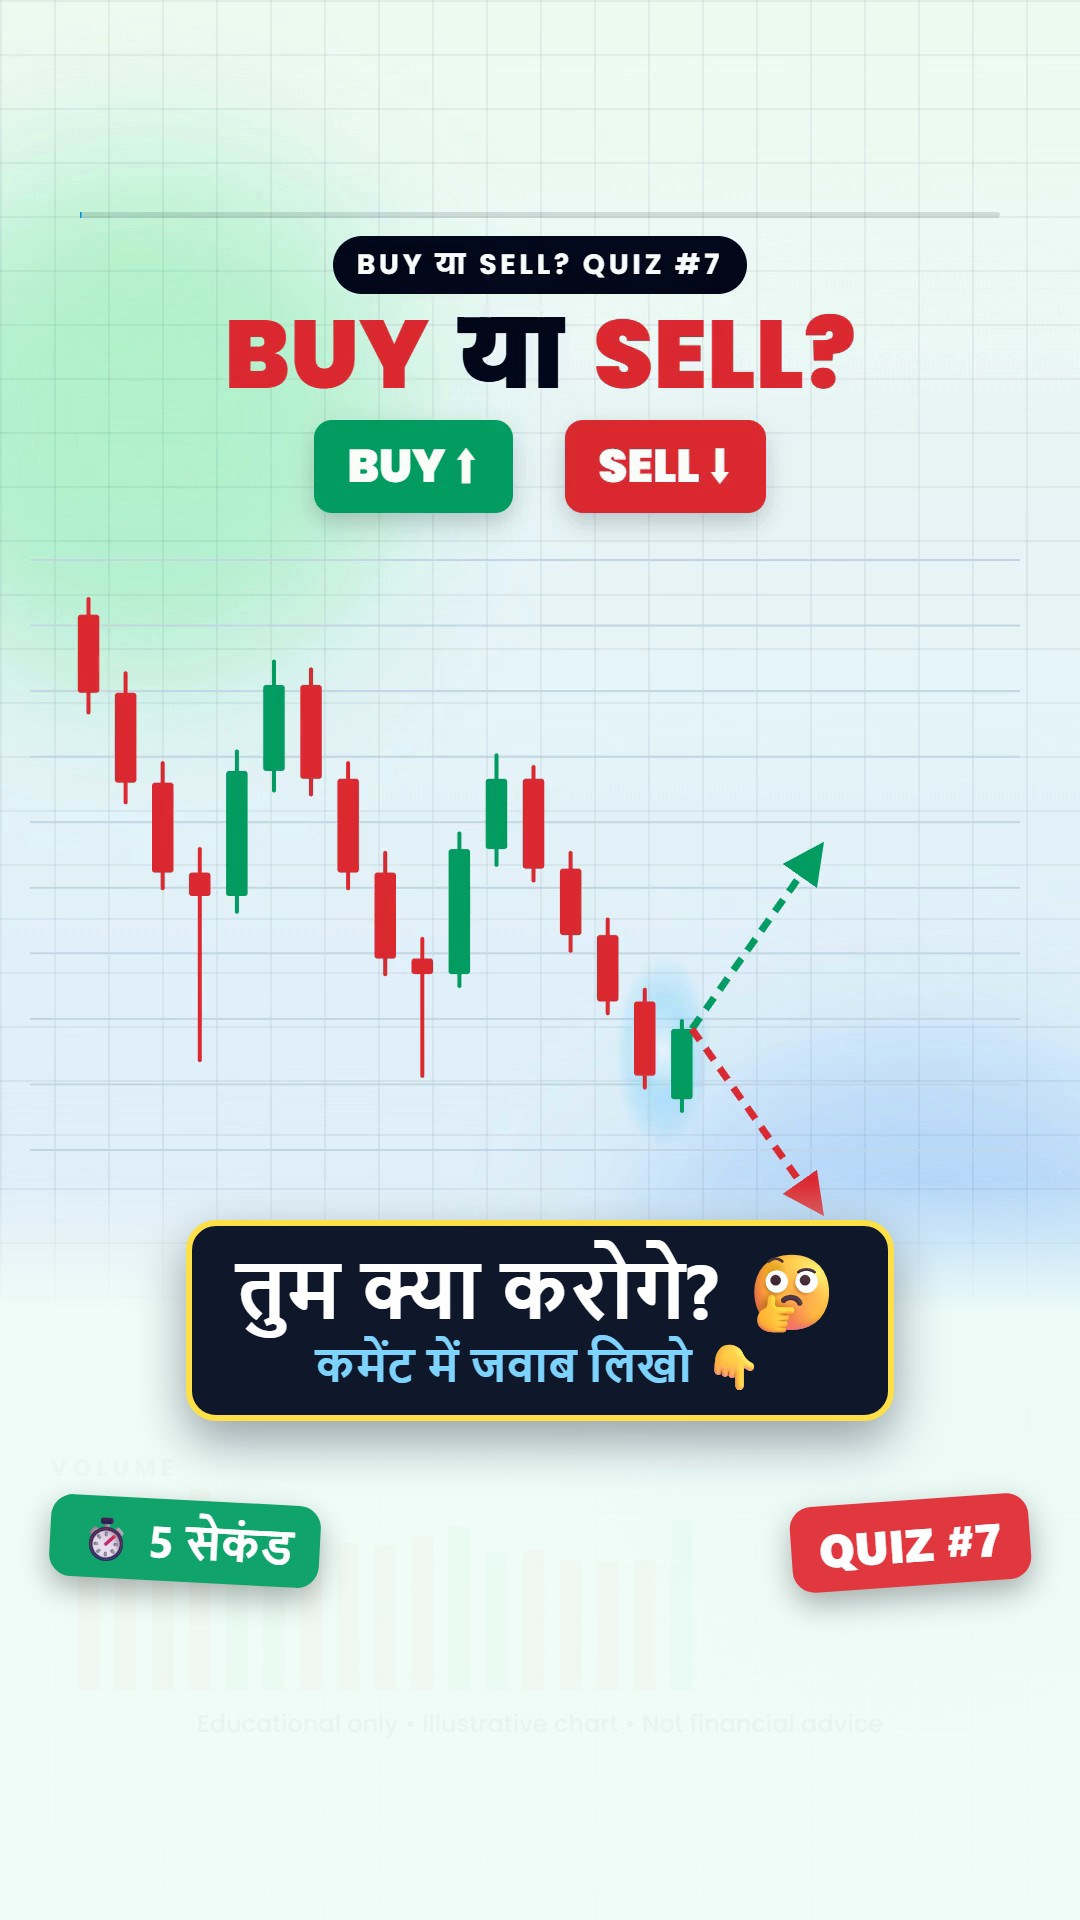 BUY या SELL? QUIZ #7
BUY या SELL?
BUY ↑
SELL ↓
तुम क्या करोगे? 🤔
कमेंट में जवाब लिखो 👇
VOLUME
⏱ 5 सेकंड
QUIZ #7
Educational only • Illustrative chart • Not financial advice